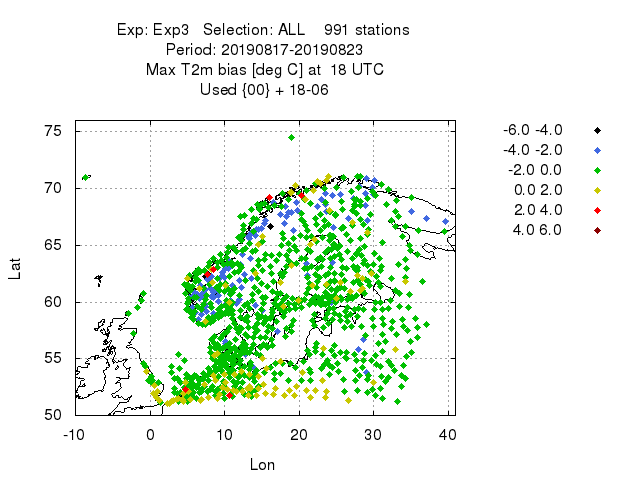 Exp: Exp3 Selection: ALL 991 stations
Period: 20190817-20190823
Max T2m bias [deg C] at 18 UTC
Used {00} + 18-06
-6.0 -4.0
-4.0 -2.0
-2.0 0.0
0.0 2.0
2.0 4.0
4.0 6.0
75
70
65
60
55
50
Lat
-10 0 10 20 30 40
Lon